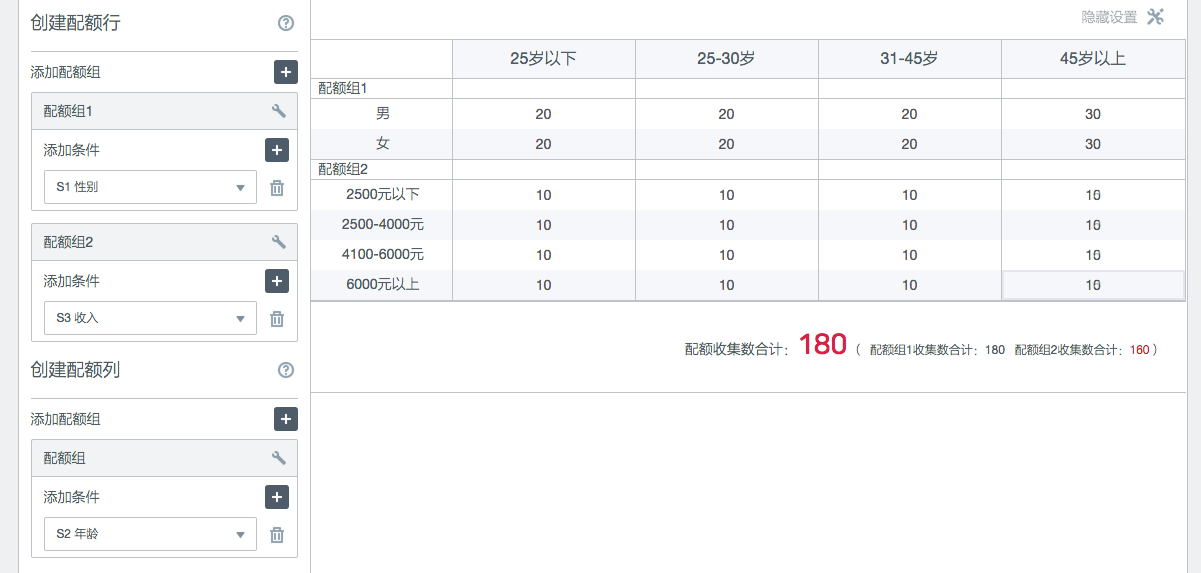 创建配额行
添加配额组
配额组1
添加条件
S1 性别
配额组2
添加条件
S3 收入
创建配额列
添加配额组
配额组
添加条件
S2 年龄
隐藏设置
25岁以下 25-30岁 31-45岁 45岁以上
配额组1
男 20 20 20 30
女 20 20 20 30
配额组2
2500元以下 10 10 10 10
2500-4000元 10 10 10 10
4100-6000元 10 10 10 10
6000元以上 10 10 10 10
配额收集数合计：180（ 配额组1收集数合计：180 配额组2收集数合计：160 ）